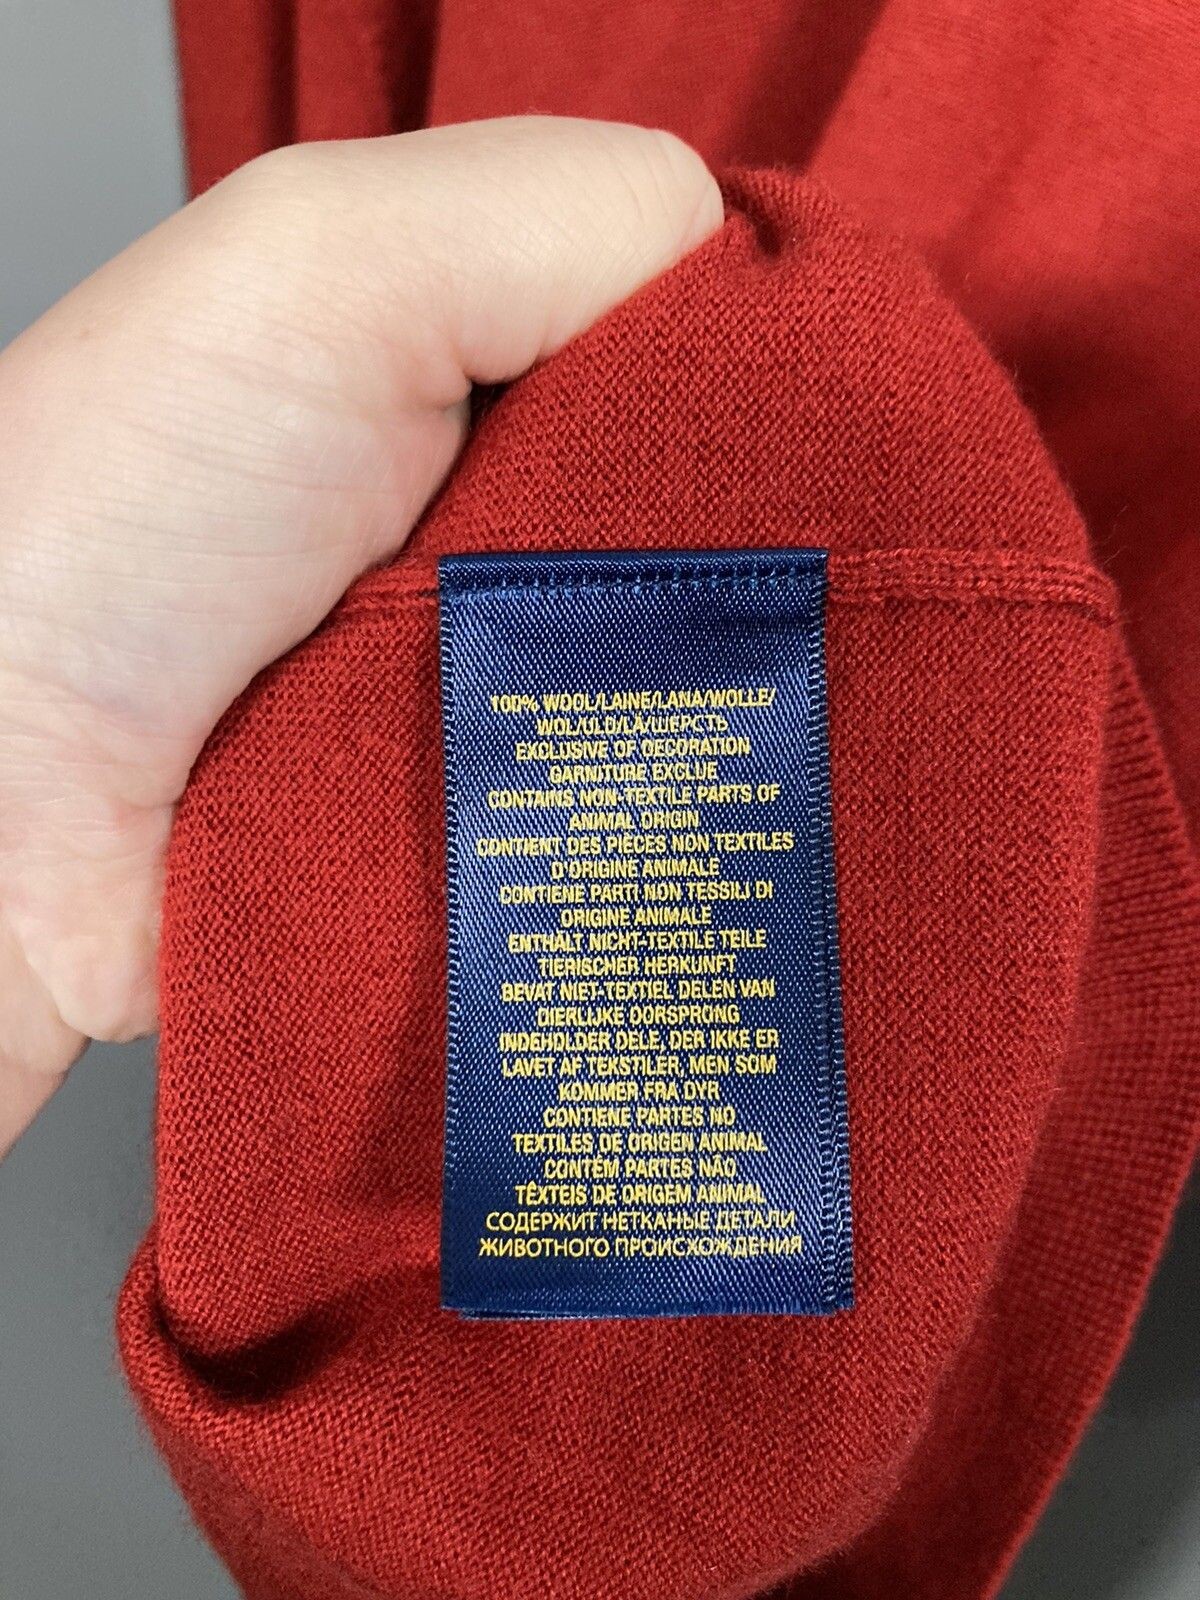 100% WOOL/LAINE/LANA/WOLLE/
WOL/ULD/LÃ/ШЕРСТЬ
EXCLUSIVE OF DECORATION
GARNITURE EXCLUE
CONTAINS NON-TEXTILE PARTS OF
ANIMAL ORIGIN
CONTIENT DES PIÈCES NON TEXTILES
D'ORIGINE ANIMALE
CONTIENE PARTI NON TESSILI DI
ORIGINE ANIMALE
ENTHÄLT NICHT-TEXTILE TEILE
TIERISCHER HERKUNFT
BEVAT NIET-TEXTIEL DELEN VAN
DIERLIJKE OORSPRONG
INDEHOLDER DELE, DER IKKE ER
LAVET AF TEKSTILER, MEN SOM
KOMMER FRA DYR
CONTIENE PARTES NO
TEXTILES DE ORIGEN ANIMAL
CONTÉM PARTES NÃO
TÊXTEIS DE ORIGEM ANIMAL
СОДЕРЖИТ НЕТКАНЫЕ ДЕТАЛИ
ЖИВОТНОГО ПРОИСХОЖДЕНИЯ